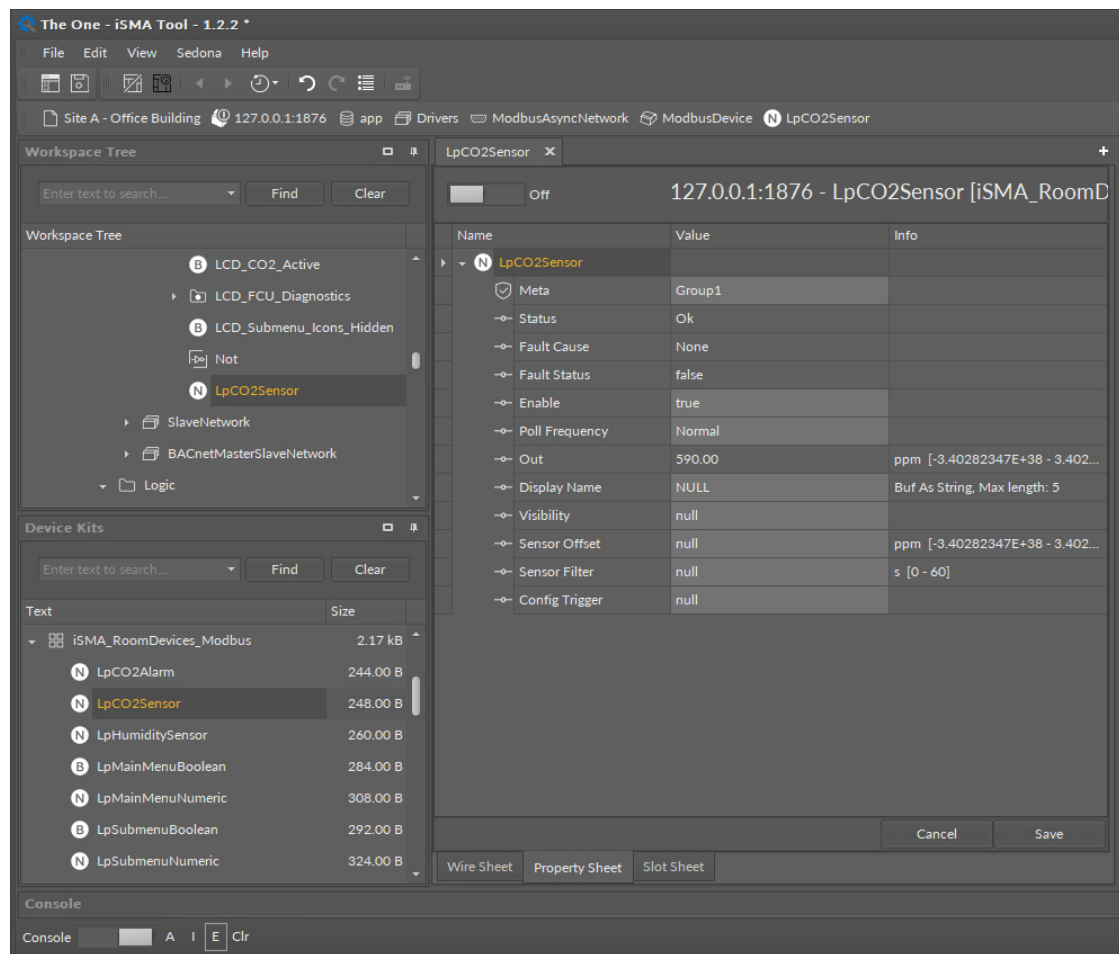 The One - iSMA Tool - 1.2.2 *
File Edit View Sedona Help
Site A - Office Building 127.0.0.1:1876 app Drivers ModbusAsyncNetwork ModbusDevice N LpCO2Sensor
Workspace Tree
Enter text to search... Find Clear
Workspace Tree
B LCD_CO2_Active
LCD_FCU_Diagnostics
B LCD_Submenu_Icons_Hidden
Not
N LpCO2Sensor
SlaveNetwork
BACnetMasterSlaveNetwork
Logic
Device Kits
Enter text to search... Find Clear
Text Size
iSMA_RoomDevices_Modbus 2.17 kB
N LpCO2Alarm 244.00 B
N LpCO2Sensor 248.00 B
N LpHumiditySensor 260.00 B
B LpMainMenuBoolean 284.00 B
N LpMainMenuNumeric 308.00 B
B LpSubmenuBoolean 292.00 B
N LpSubmenuNumeric 324.00 B
LpCO2Sensor X +
Off 127.0.0.1:1876 - LpCO2Sensor [iSMA_RoomD
Name Value Info
N LpCO2Sensor
Meta Group1
Status Ok
Fault Cause None
Fault Status false
Enable true
Poll Frequency Normal
Out 590.00 ppm [-3.40282347E+38 - 3.402...
Display Name NULL Buf As String, Max length: 5
Visibility null
Sensor Offset null ppm [-3.40282347E+38 - 3.402...
Sensor Filter null s [0 - 60]
Config Trigger null
Cancel Save
Wire Sheet Property Sheet Slot Sheet
Console
Console A I E Clr